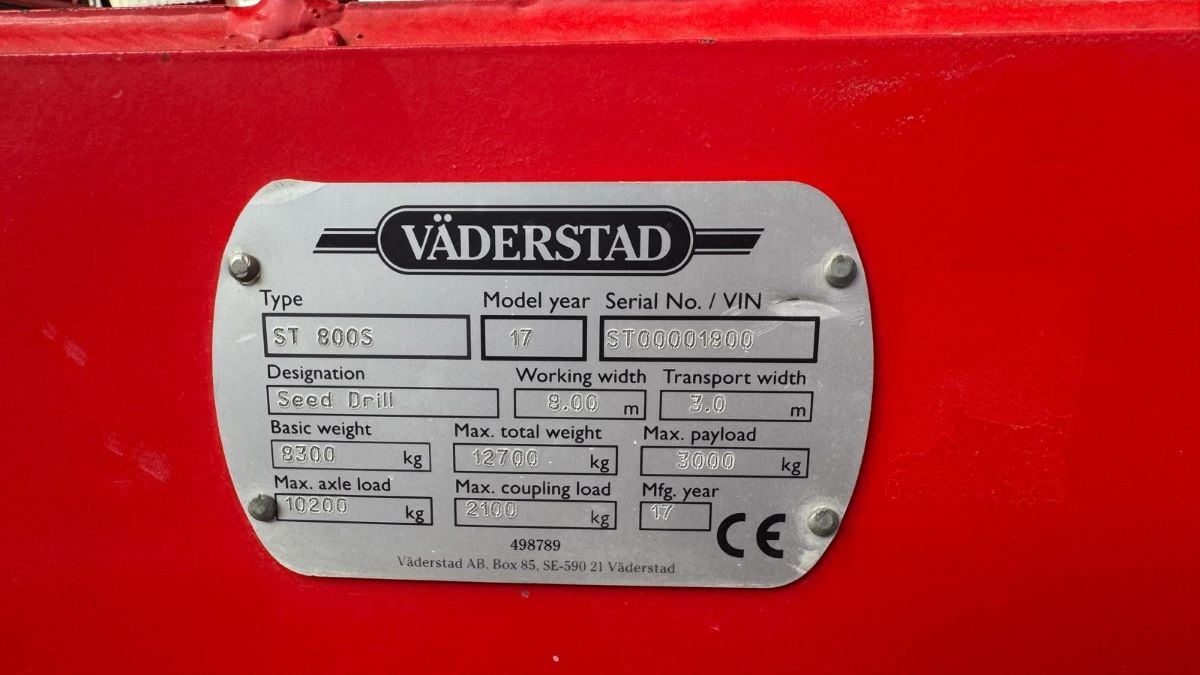 VÄDERSTAD
Type Model year Serial No. / VIN
ST 800S 17 ST00001800
Designation Working width Transport width
Seed Drill 8.00 m 3.0 m
Basic weight Max. total weight Max. payload
8300 kg 12700 kg 3000 kg
Max. axle load Max. coupling load Mfg. year
10200 kg 2100 kg 17
CE
498789
Väderstad AB, Box 85, SE-590 21 Väderstad